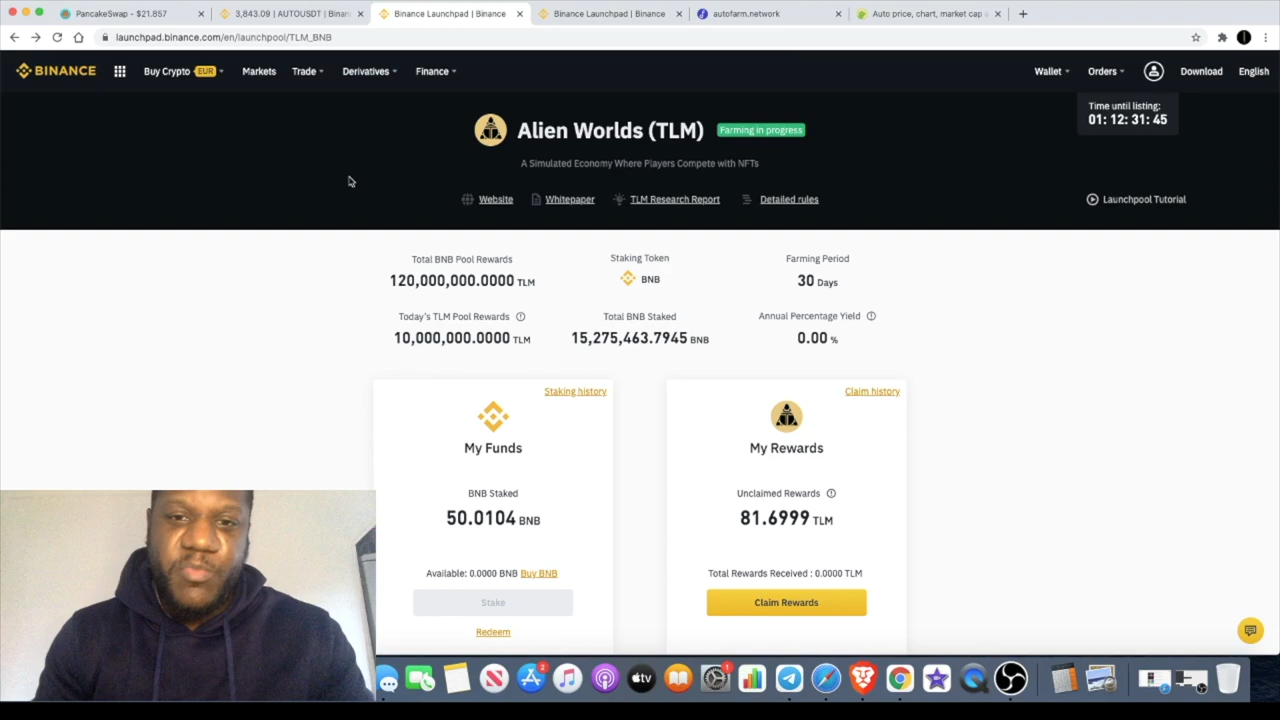 PancakeSwap - $21.857
3,843.09 | AUTOUSDT | Binan
Binance Launchpad | Binance
Binance Launchpad | Binance
autofarm.network
Auto price, chart, market cap
launchpad.binance.com/en/launchpool/TLM_BNB
BINANCE
Buy Crypto EUR
Markets
Trade
Derivatives
Finance
Wallet
Orders
Download
English
Time until listing:
01: 12: 31: 45
Alien Worlds (TLM)
Farming in progress
A Simulated Economy Where Players Compete with NFTs
Website
Whitepaper
TLM Research Report
Detailed rules
Launchpool Tutorial
Total BNB Pool Rewards
120,000,000.0000 TLM
Staking Token
BNB
Farming Period
30 Days
Today's TLM Pool Rewards
10,000,000.0000 TLM
Total BNB Staked
15,275,463.7945 BNB
Annual Percentage Yield
0.00 %
Staking history
My Funds
BNB Staked
50.0104 BNB
Available: 0.0000 BNB Buy BNB
Stake
Redeem
Claim history
My Rewards
Unclaimed Rewards
81.6999 TLM
Total Rewards Received : 0.0000 TLM
Claim Rewards
2
tv
1